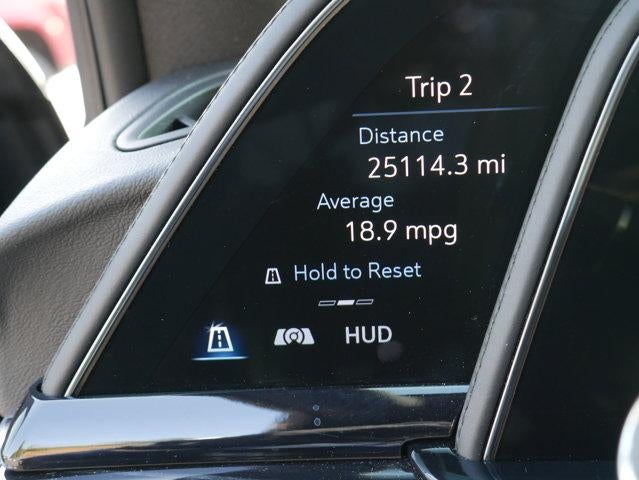 Trip 2
Distance
25114.3 mi
Average
18.9 mpg
Hold to Reset
HUD